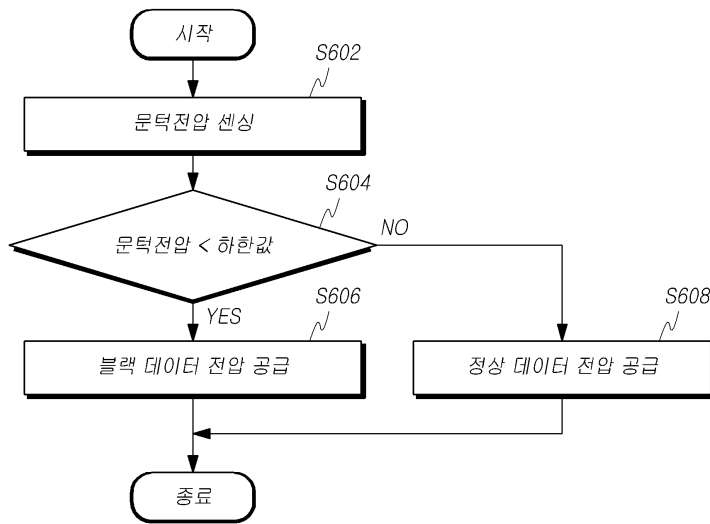 시작
S602
문턱전압 센싱
S604
문턱전압 < 하한값
NO
YES
S606
블랙 데이터 전압 공급
S608
정상 데이터 전압 공급
종료